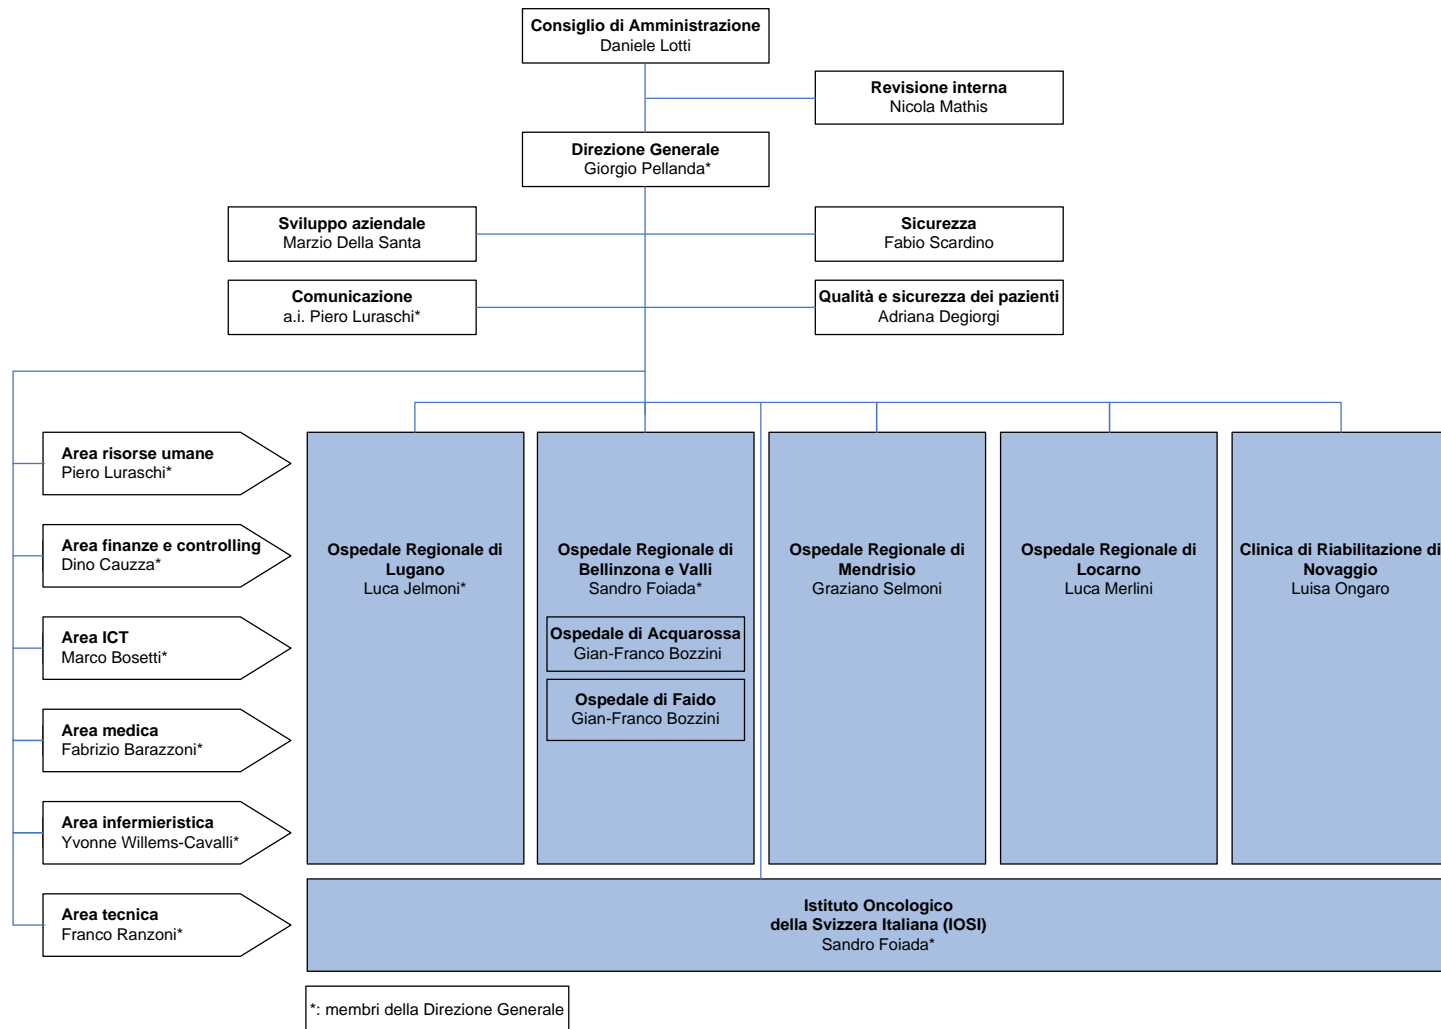 Consiglio di Amministrazione
Daniele Lotti
Revisione interna
Nicola Mathis
Direzione Generale
Giorgio Pellanda*
Sviluppo aziendale
Marzio Della Santa
Sicurezza
Fabio Scardino
Comunicazione
a.i. Piero Luraschi*
Qualità e sicurezza dei pazienti
Adriana Degiorgi
Area risorse umane
Piero Luraschi*
Area finanze e controlling
Dino Cauzza*
Area ICT
Marco Bosetti*
Area medica
Fabrizio Barazzoni*
Area infermieristica
Yvonne Willems-Cavalli*
Area tecnica
Franco Ranzoni*
Ospedale Regionale di
Lugano
Luca Jelmoni*
Ospedale Regionale di
Bellinzona e Valli
Sandro Foiada*
Ospedale di Acquarossa
Gian-Franco Bozzini
Ospedale di Faido
Gian-Franco Bozzini
Ospedale Regionale di
Mendrisio
Graziano Selmoni
Ospedale Regionale di
Locarno
Luca Merlini
Clinica di Riabilitazione di
Novaggio
Luisa Ongaro
Istituto Oncologico
della Svizzera Italiana (IOSI)
Sandro Foiada*
*: membri della Direzione Generale